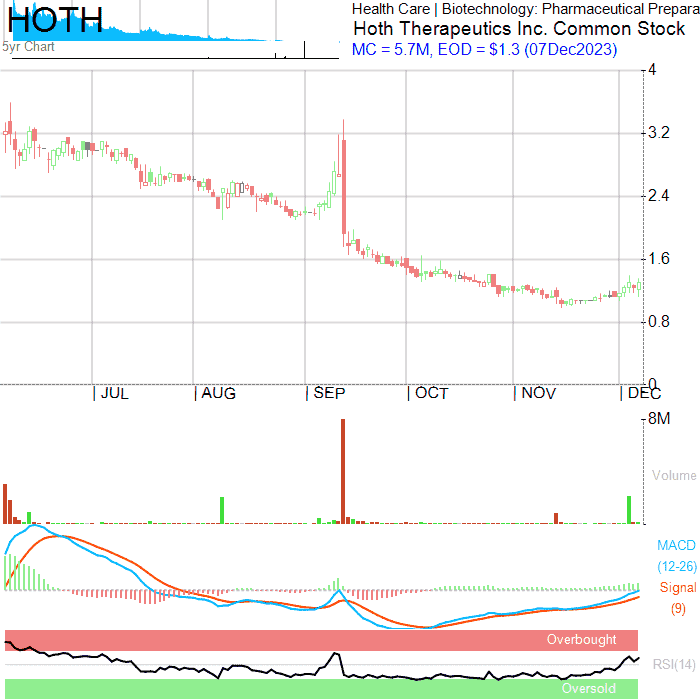 HOTH
Health Care | Biotechnology: Pharmaceutical Prepara
5yr Chart
Hoth Therapeutics Inc. Common Stock
MC = 5.7M, EOD = $1.3 (07Dec2023)
4
3.2
2.4
1.6
0.8
0
JUL AUG SEP OCT NOV DEC
8M
Volume
MACD
(12-26)
Signal
(9)
Overbought
RSI(14)
Oversold